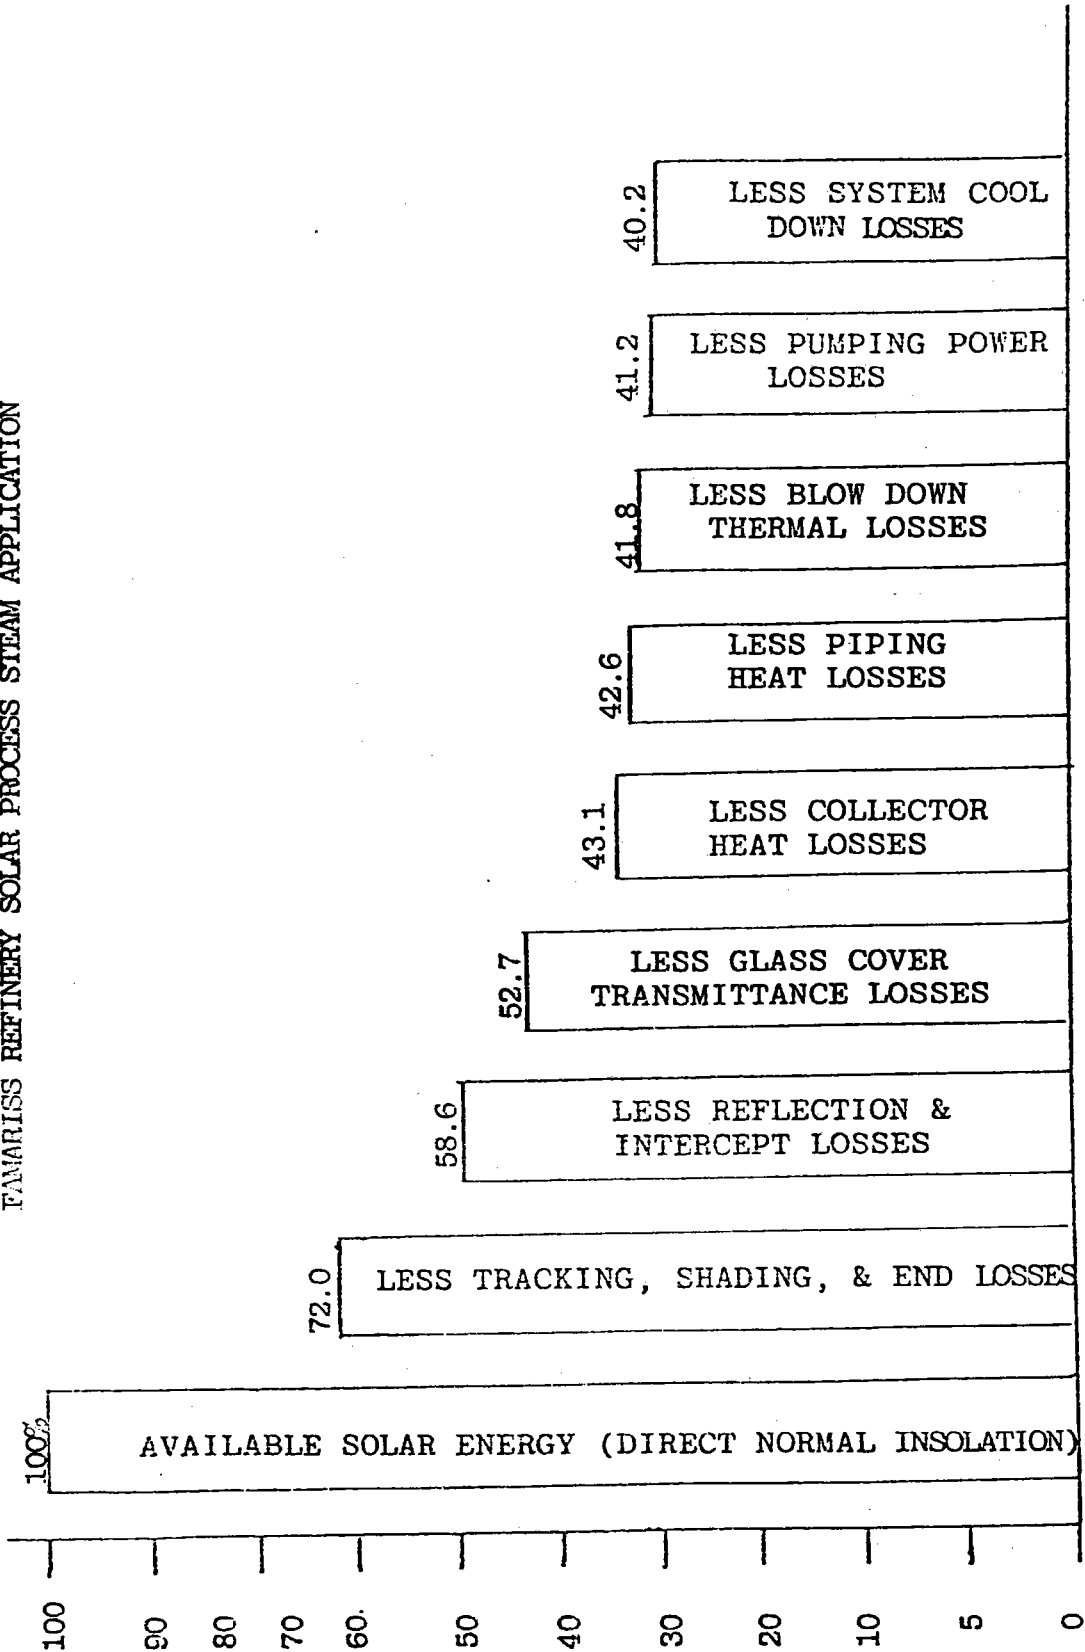 FAMARISS REFINERY SOLAR PROCESS STEAM APPLICATION
40.2
LESS SYSTEM COOL
DOWN LOSSES
41.2
LESS PUMPING POWER
LOSSES
41.8
LESS BLOW DOWN
THERMAL LOSSES
42.6
LESS PIPING
HEAT LOSSES
43.1
LESS COLLECTOR
HEAT LOSSES
52.7
LESS GLASS COVER
TRANSMITTANCE LOSSES
58.6
LESS REFLECTION &
INTERCEPT LOSSES
72.0
LESS TRACKING, SHADING, & END LOSSES
100%
AVAILABLE SOLAR ENERGY (DIRECT NORMAL INSOLATION)
100
90
80
70
60.
50
40
30
20
10
5
0